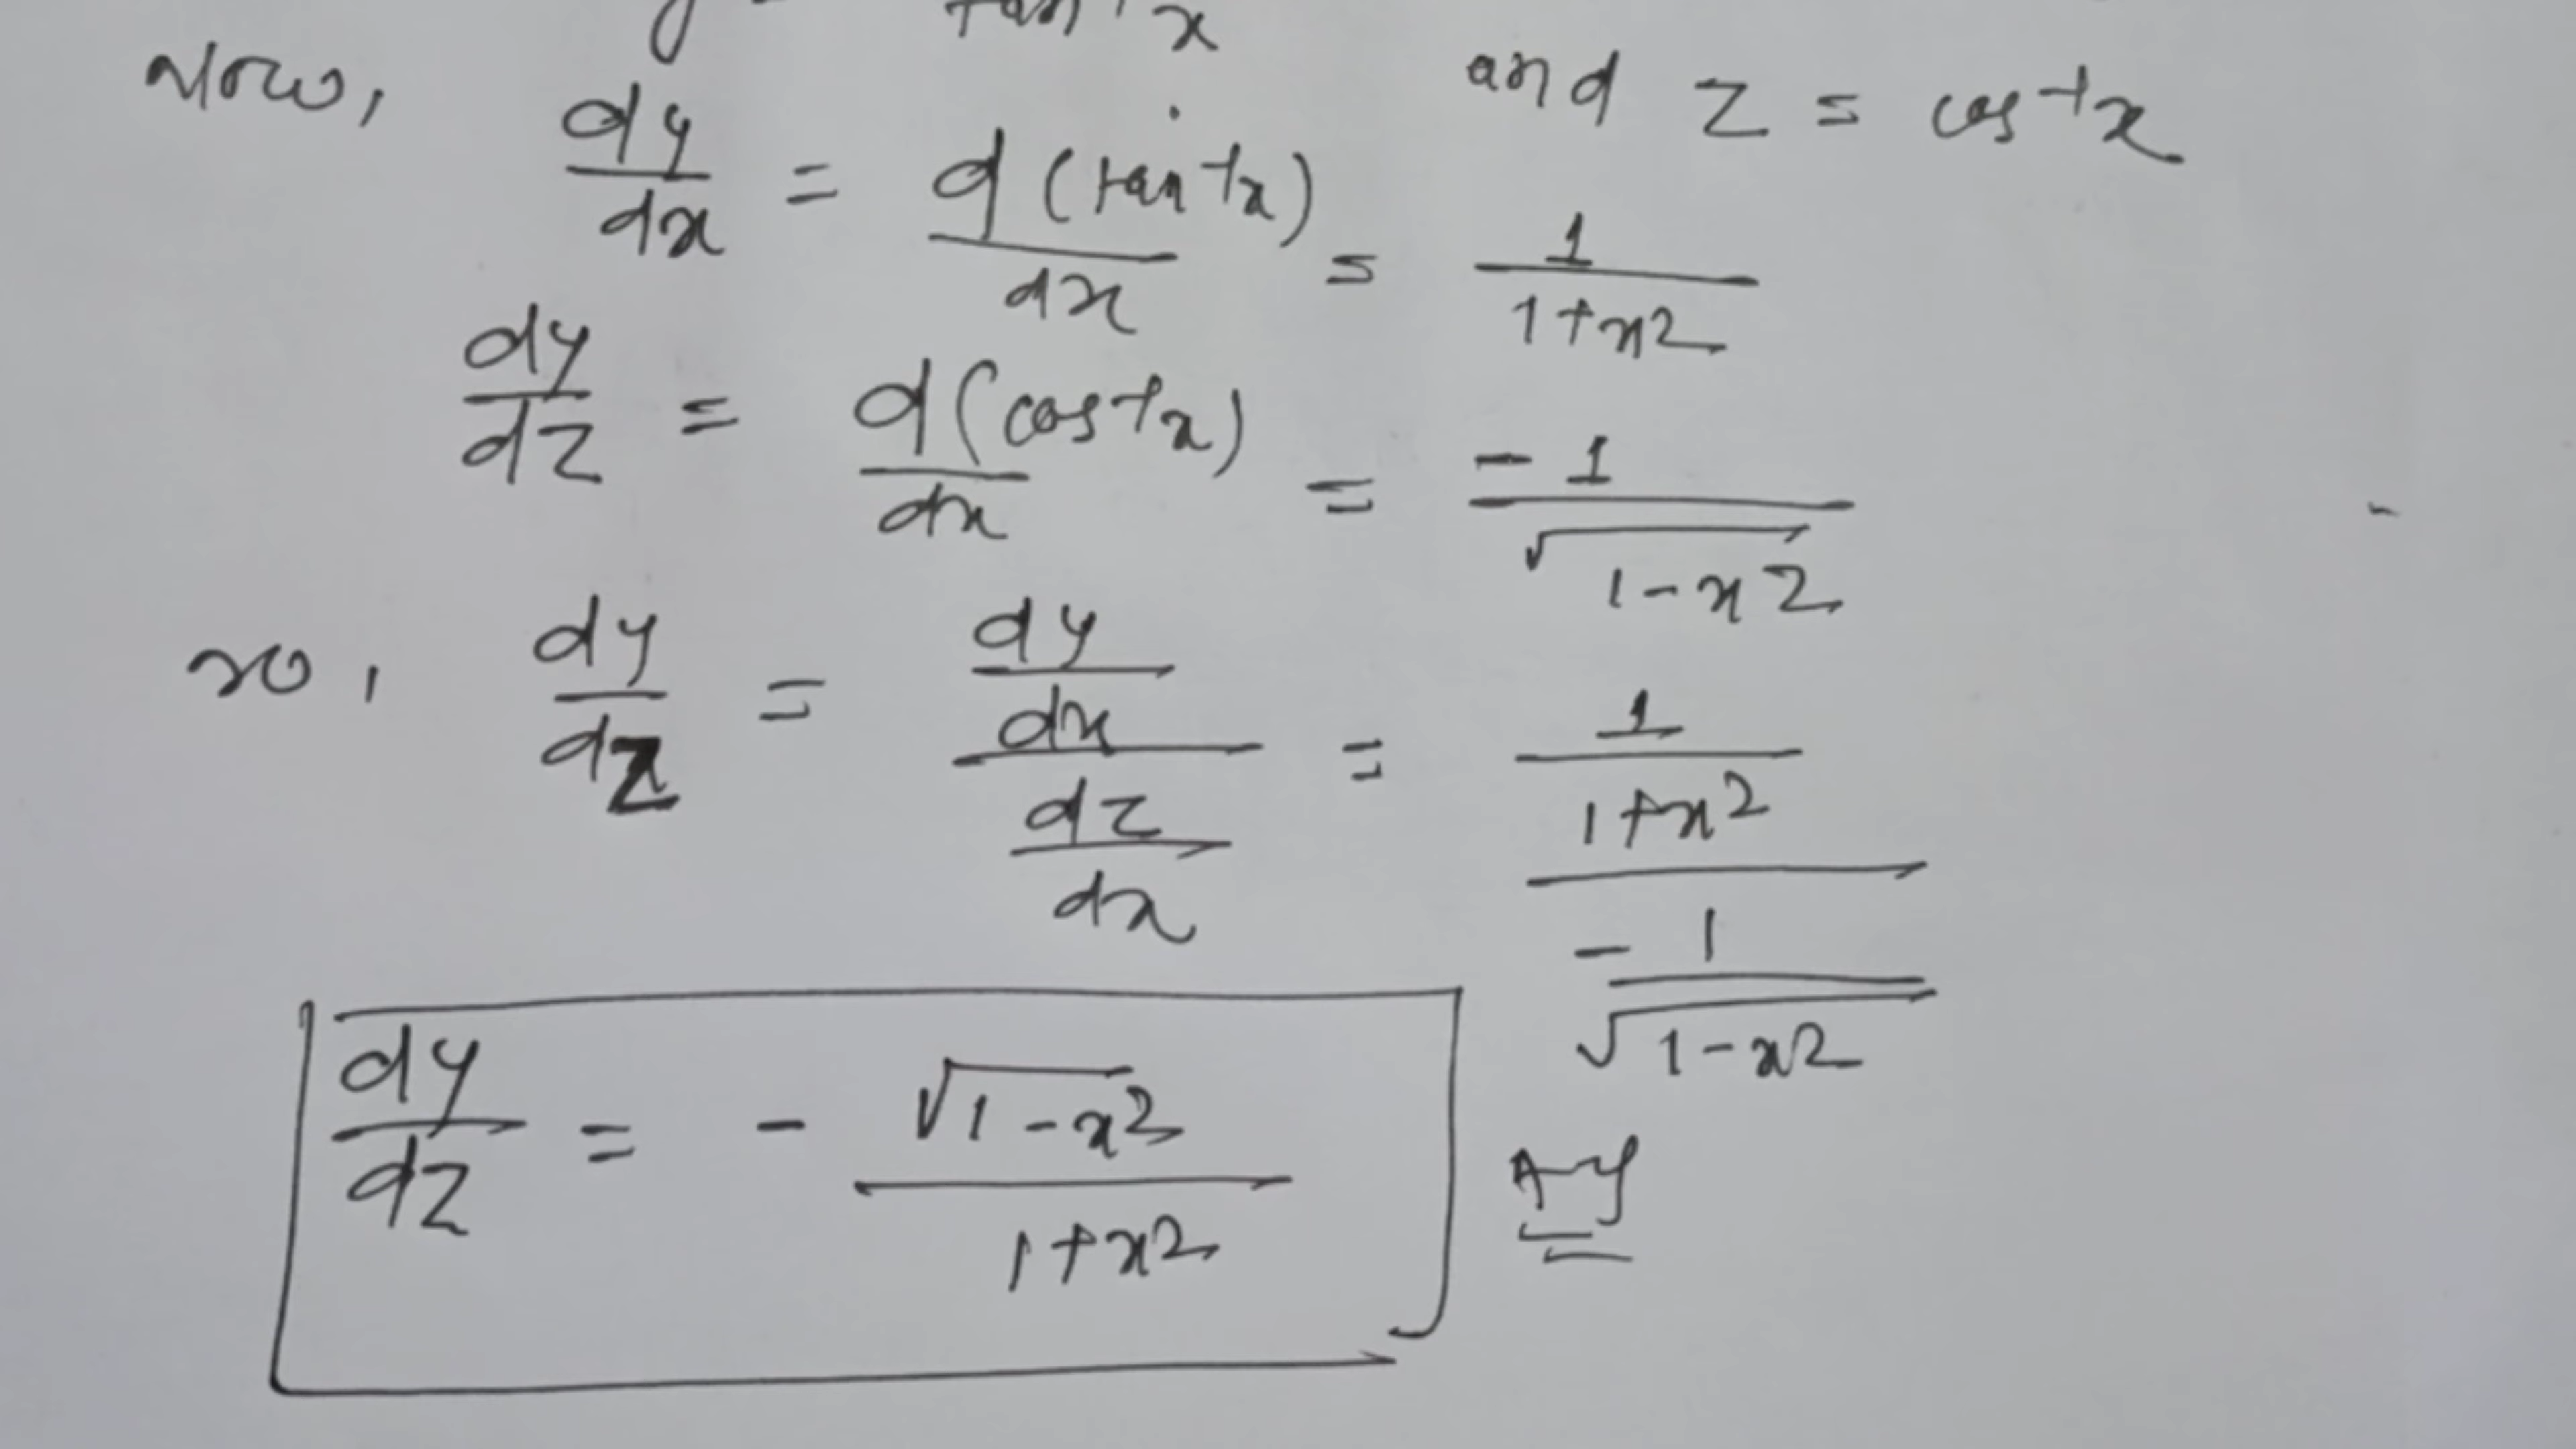 y = tan⁻¹x and z = cos⁻¹x
Now, dy/dx = d(tan⁻¹x)/dx = 1/(1+x²)
dy/dz = d(cos⁻¹x)/dx = -1/√(1-x²)
so, dy/dz = (dy/dx)/(dz/dx) = (1/(1+x²))/(-1/√(1-x²))
dy/dz = - √(1-x²)/(1+x²)